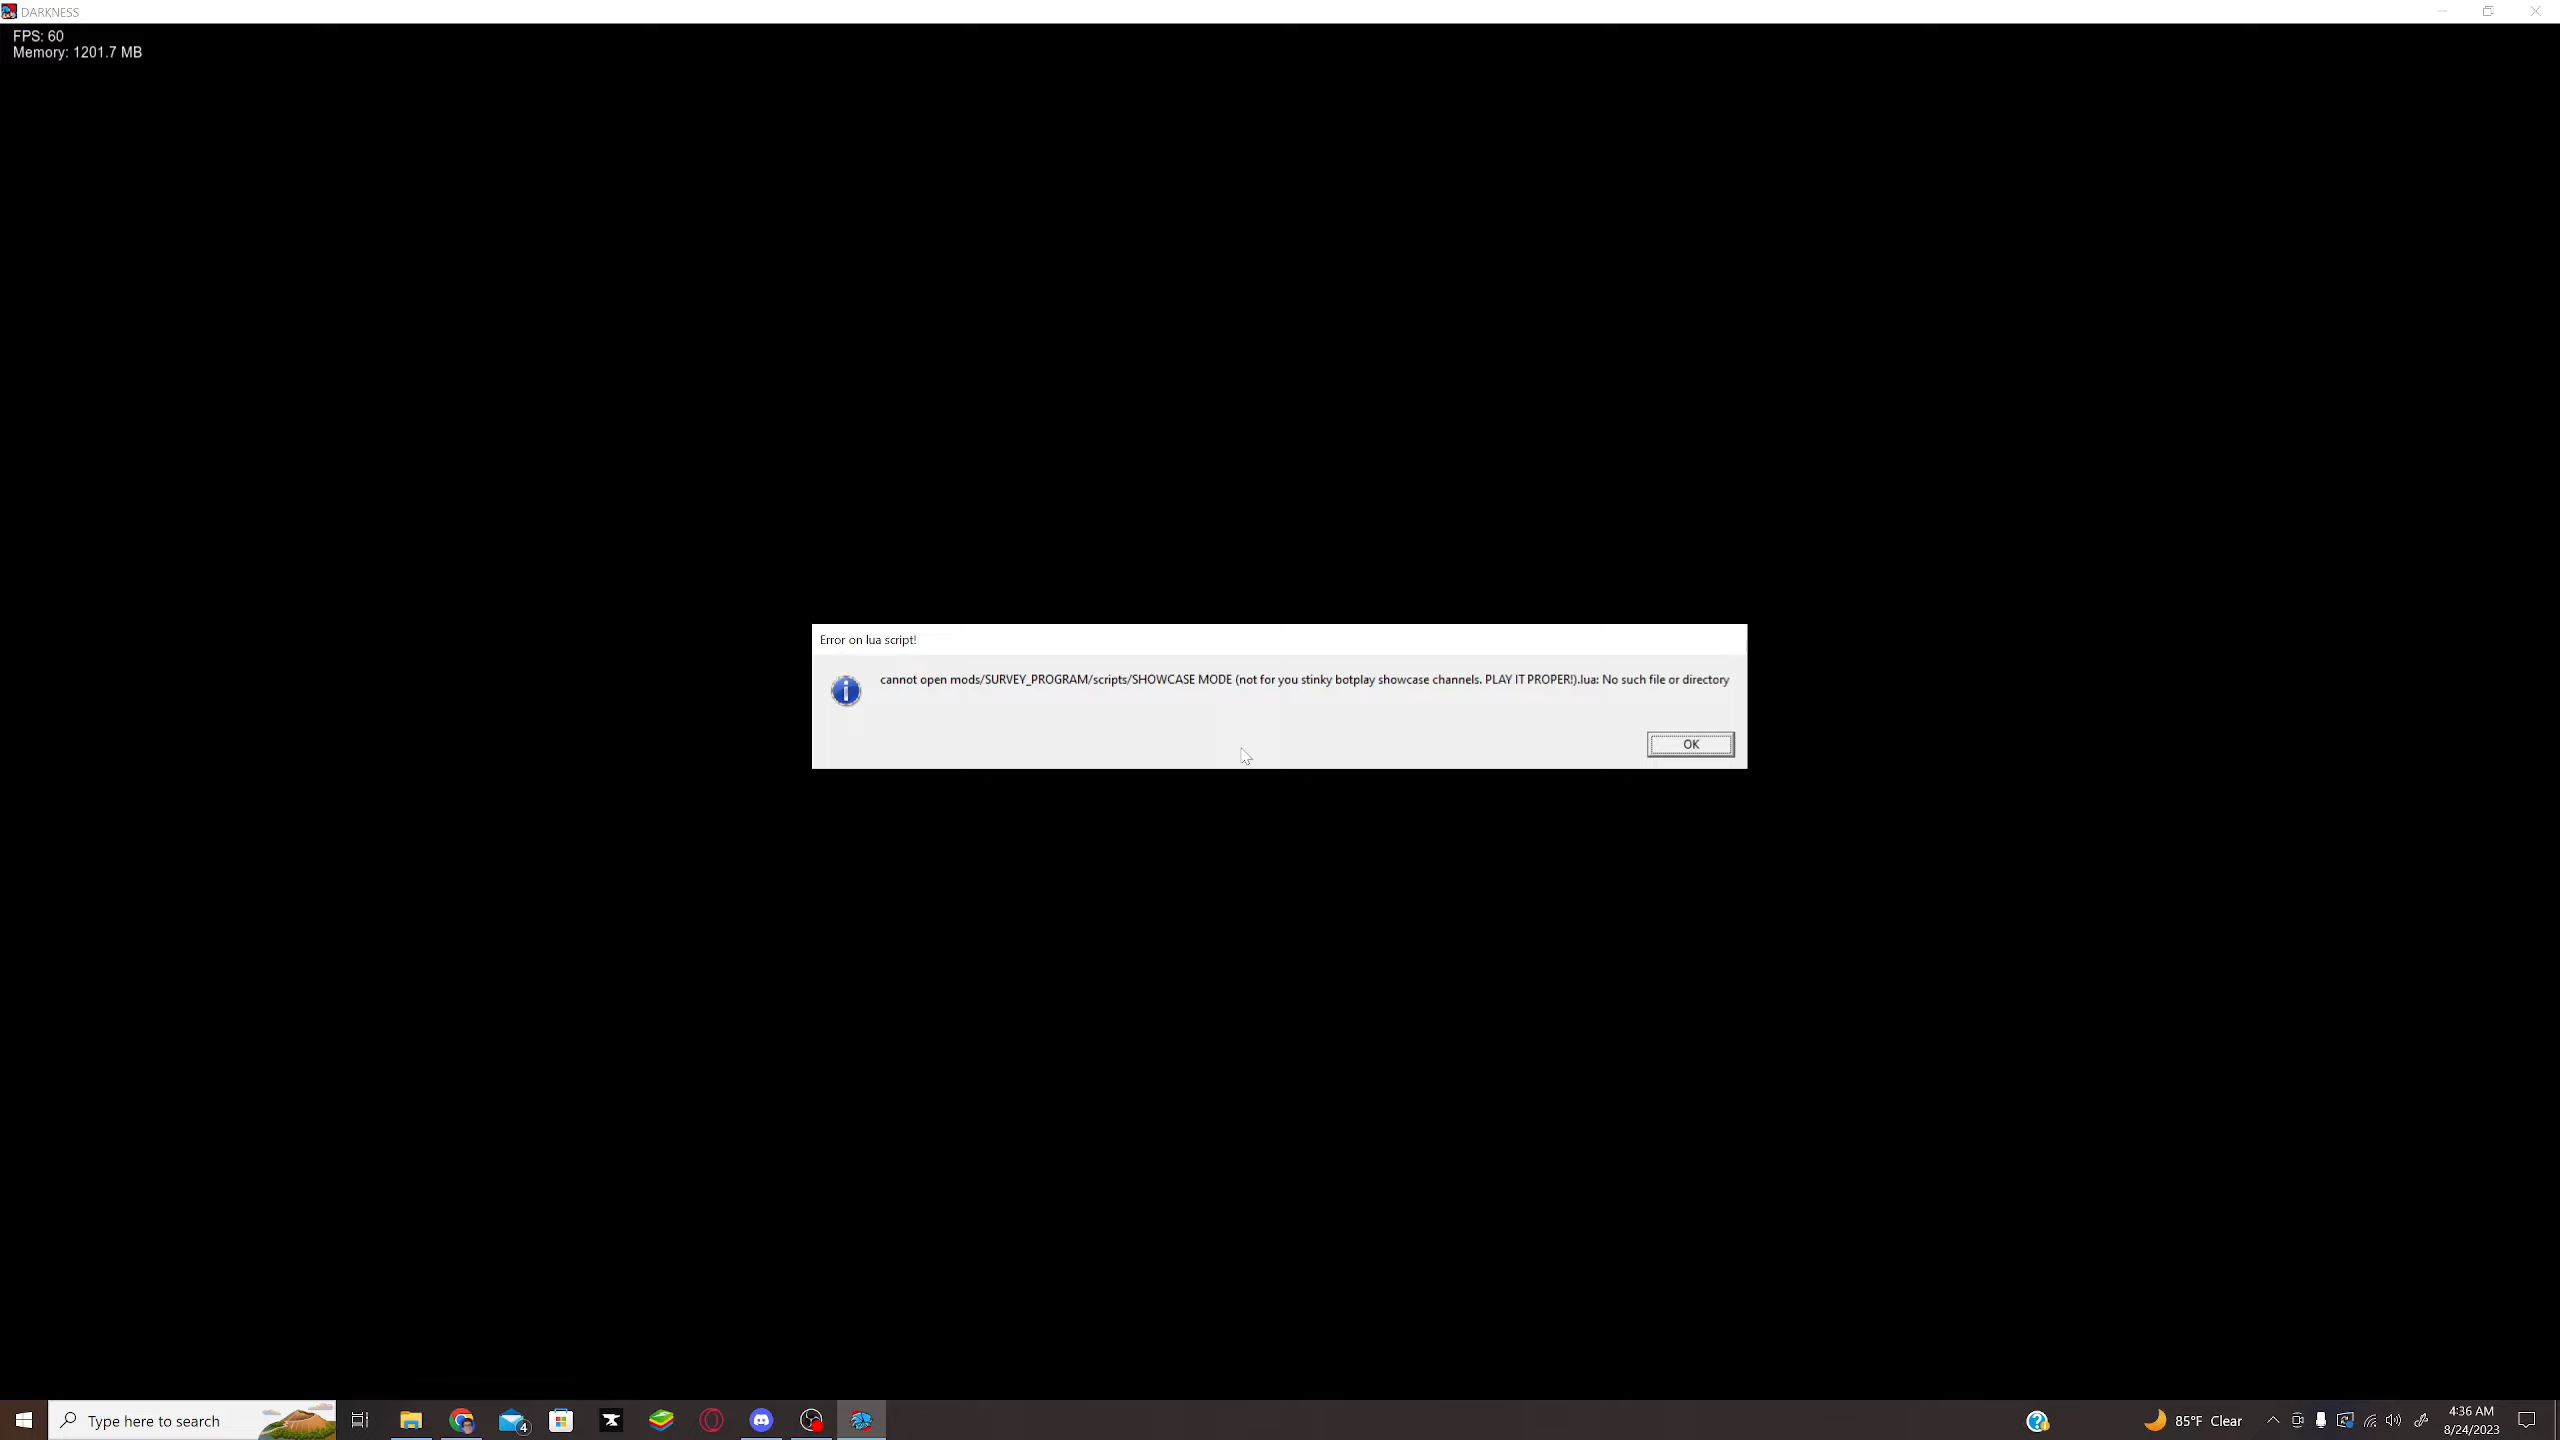 DARKNESS
FPS: 60
Memory: 1201.7 MB
Error on lua script!
cannot open mods/SURVEY_PROGRAM/scripts/SHOWCASE MODE (not for you stinky botplay showcase channels. PLAY IT PROPER!).lua: No such file or directory
OK
Type here to search
4
85°F Clear
4:36 AM
8/24/2023